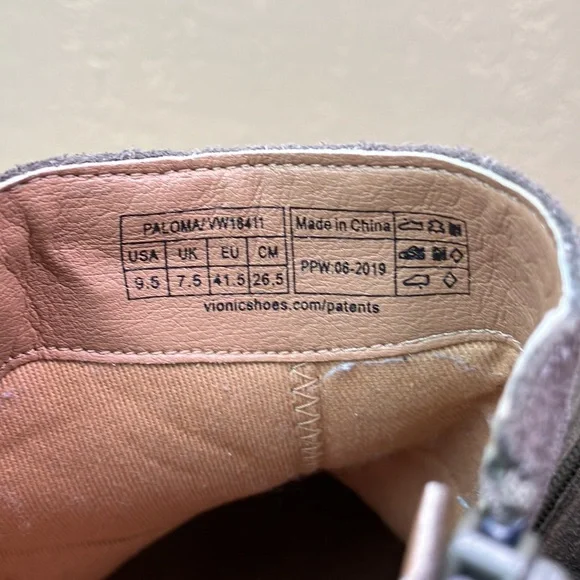 PALOMA/VW16411
USA UK EU CM
9.5 7.5 41.5 26.5
Made in China
PPW:06-2019
vionicshoes.com/patents